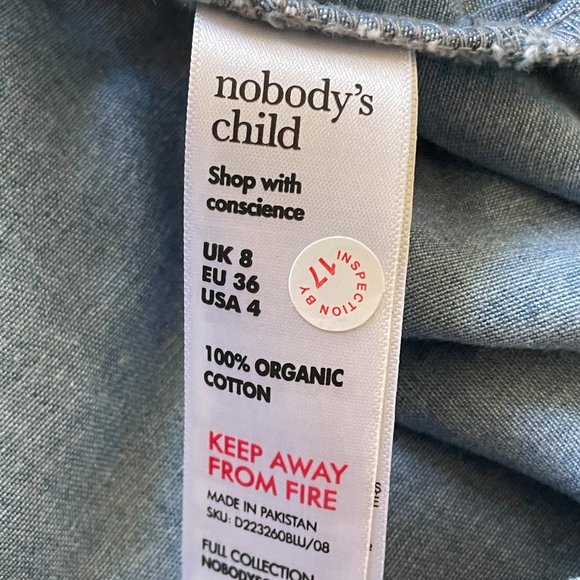 nobody's
child
Shop with
conscience
UK 8
EU 36
USA 4
INSPECTION BY
17
100% ORGANIC
COTTON
KEEP AWAY
FROM FIRE
MADE IN PAKISTAN
SKU: D223260BLU/08
FULL COLLECTION